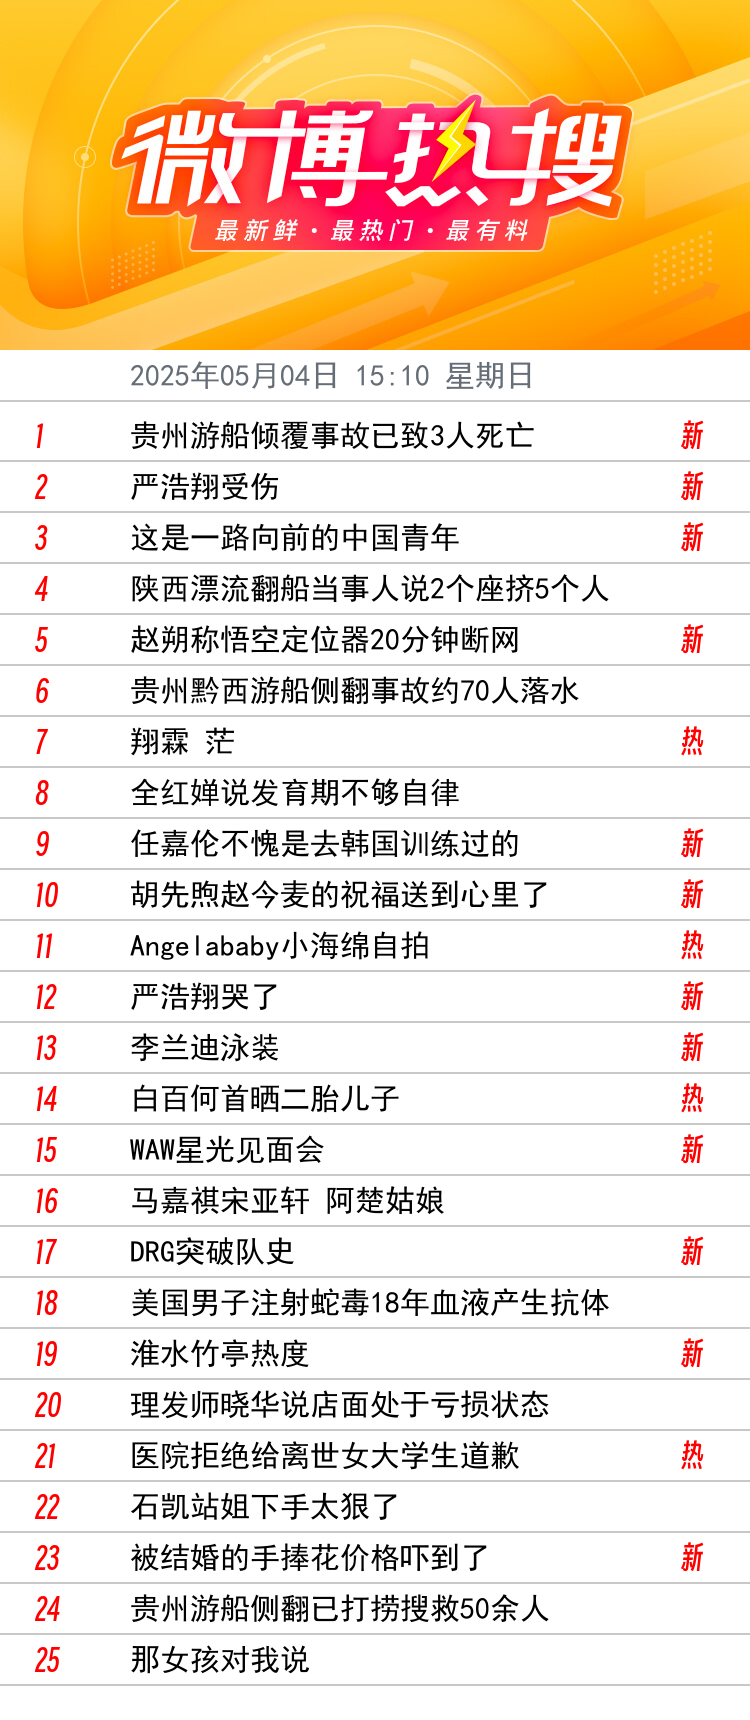 微博热搜
最新鲜·最热门·最有料
2025年05月04日 15:10 星期日
1 贵州游船倾覆事故已致3人死亡 新
2 严浩翔受伤 新
3 这是一路向前的中国青年 新
4 陕西漂流翻船当事人说2个座挤5个人
5 赵朔称悟空定位器20分钟断网 新
6 贵州黔西游船侧翻事故约70人落水
7 翔霖 茫 热
8 全红婵说发育期不够自律
9 任嘉伦不愧是去韩国训练过的 新
10 胡先煦赵今麦的祝福送到心里了 新
11 Angelababy小海绵自拍 热
12 严浩翔哭了 新
13 李兰迪泳装 新
14 白百何首晒二胎儿子 热
15 WAW星光见面会 新
16 马嘉祺宋亚轩 阿楚姑娘
17 DRG突破队史 新
18 美国男子注射蛇毒18年血液产生抗体
19 淮水竹亭热度 新
20 理发师晓华说店面处于亏损状态
21 医院拒绝给离世女大学生道歉 热
22 石凯站姐下手太狠了
23 被结婚的手捧花价格吓到了 新
24 贵州游船侧翻已打捞搜救50余人
25 那女孩对我说